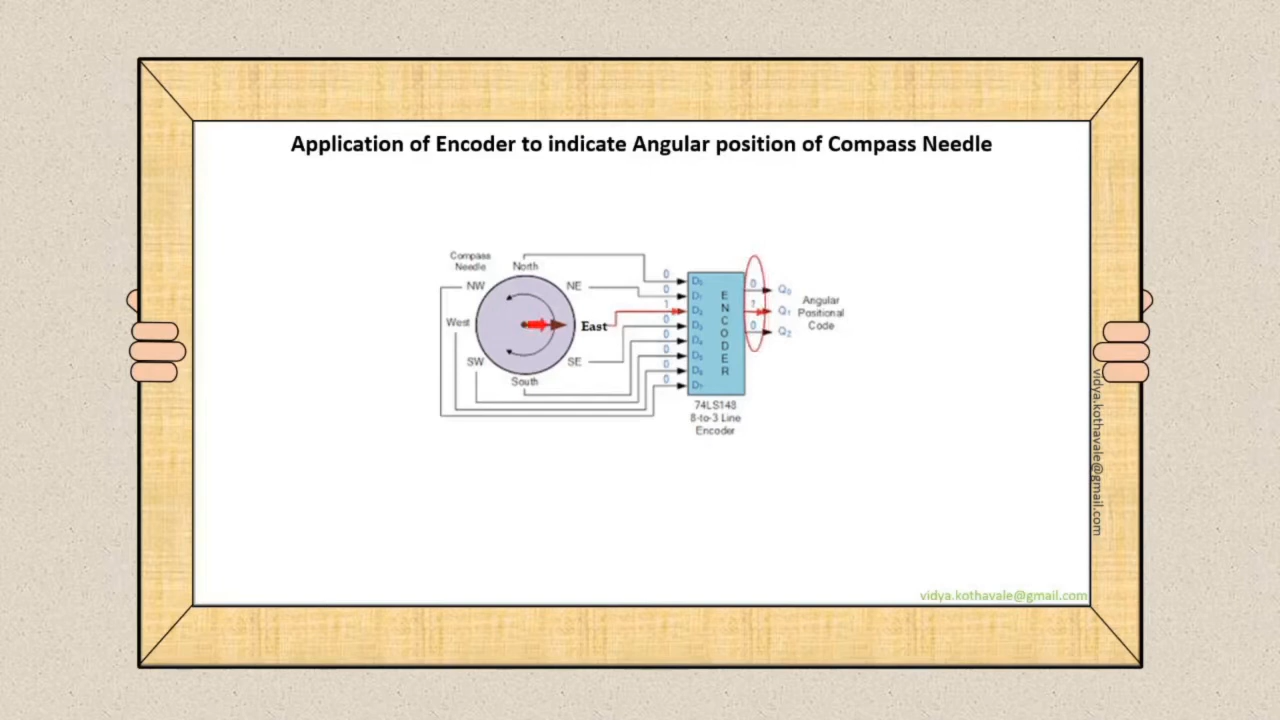 Application of Encoder to indicate Angular position of Compass Needle
Compass
Needle
North
NW
NE
West
East
SW
SE
South
0
0
1
0
0
0
0
0
D₀
D₁
D₂
D₃
D₄
D₅
D₆
D₇
E
N
C
O
D
E
R
0
1
0
Q₀
Q₁
Q₂
Angular
Positional
Code
74LS148
8-to-3 Line
Encoder
vidya.kothavale@gmail.com
vidya.kothavale@gmail.com